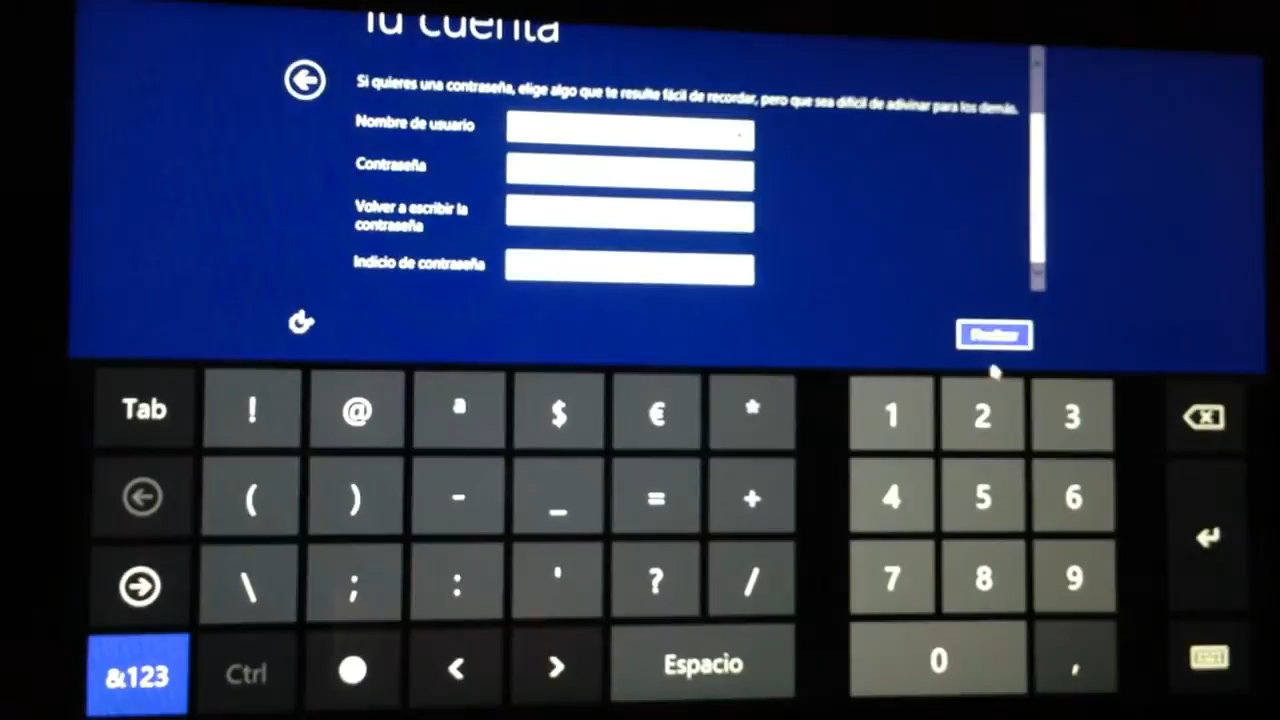 Tu cuenta
Si quieres una contraseña, elige algo que te resulte fácil de recordar, pero que sea difícil de adivinar para los demás.
Nombre de usuario
Contraseña
Volver a escribir la
contraseña
Indicio de contraseña
Finalizar
Tab ! @ ª $ € * 1 2 3
( ) - _ = + 4 5 6
\ ; : ' ? / 7 8 9
&123 Ctrl < > Espacio 0 ,